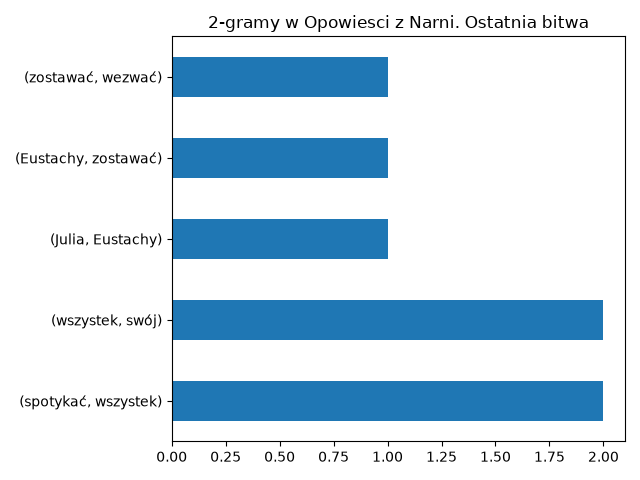 2-gramy w Opowiesci z Narni. Ostatnia bitwa
(zostawać, wezwać)
(Eustachy, zostawać)
(Julia, Eustachy)
(wszystek, swój)
(spotykać, wszystek)
0.00 0.25 0.50 0.75 1.00 1.25 1.50 1.75 2.00